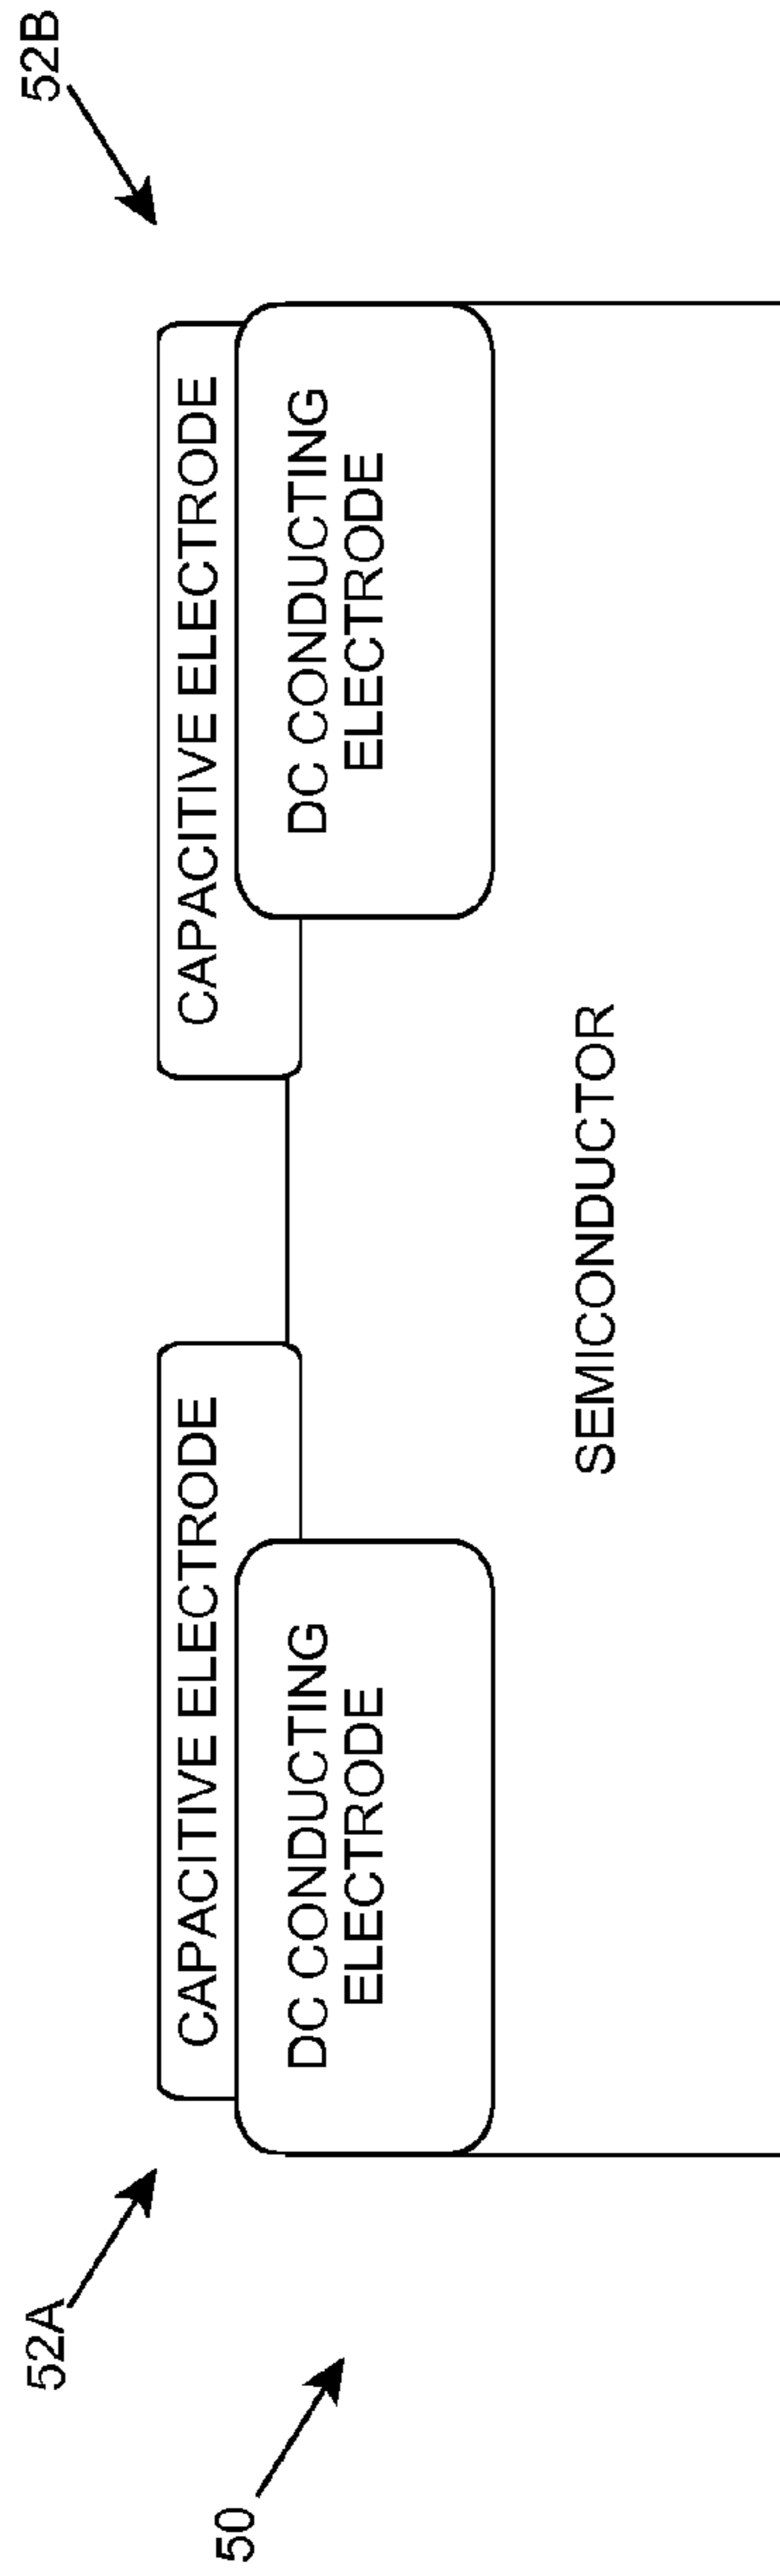 52A
52B
50
CAPACITIVE ELECTRODE
CAPACITIVE ELECTRODE
DC CONDUCTING
ELECTRODE
DC CONDUCTING
ELECTRODE
SEMICONDUCTOR